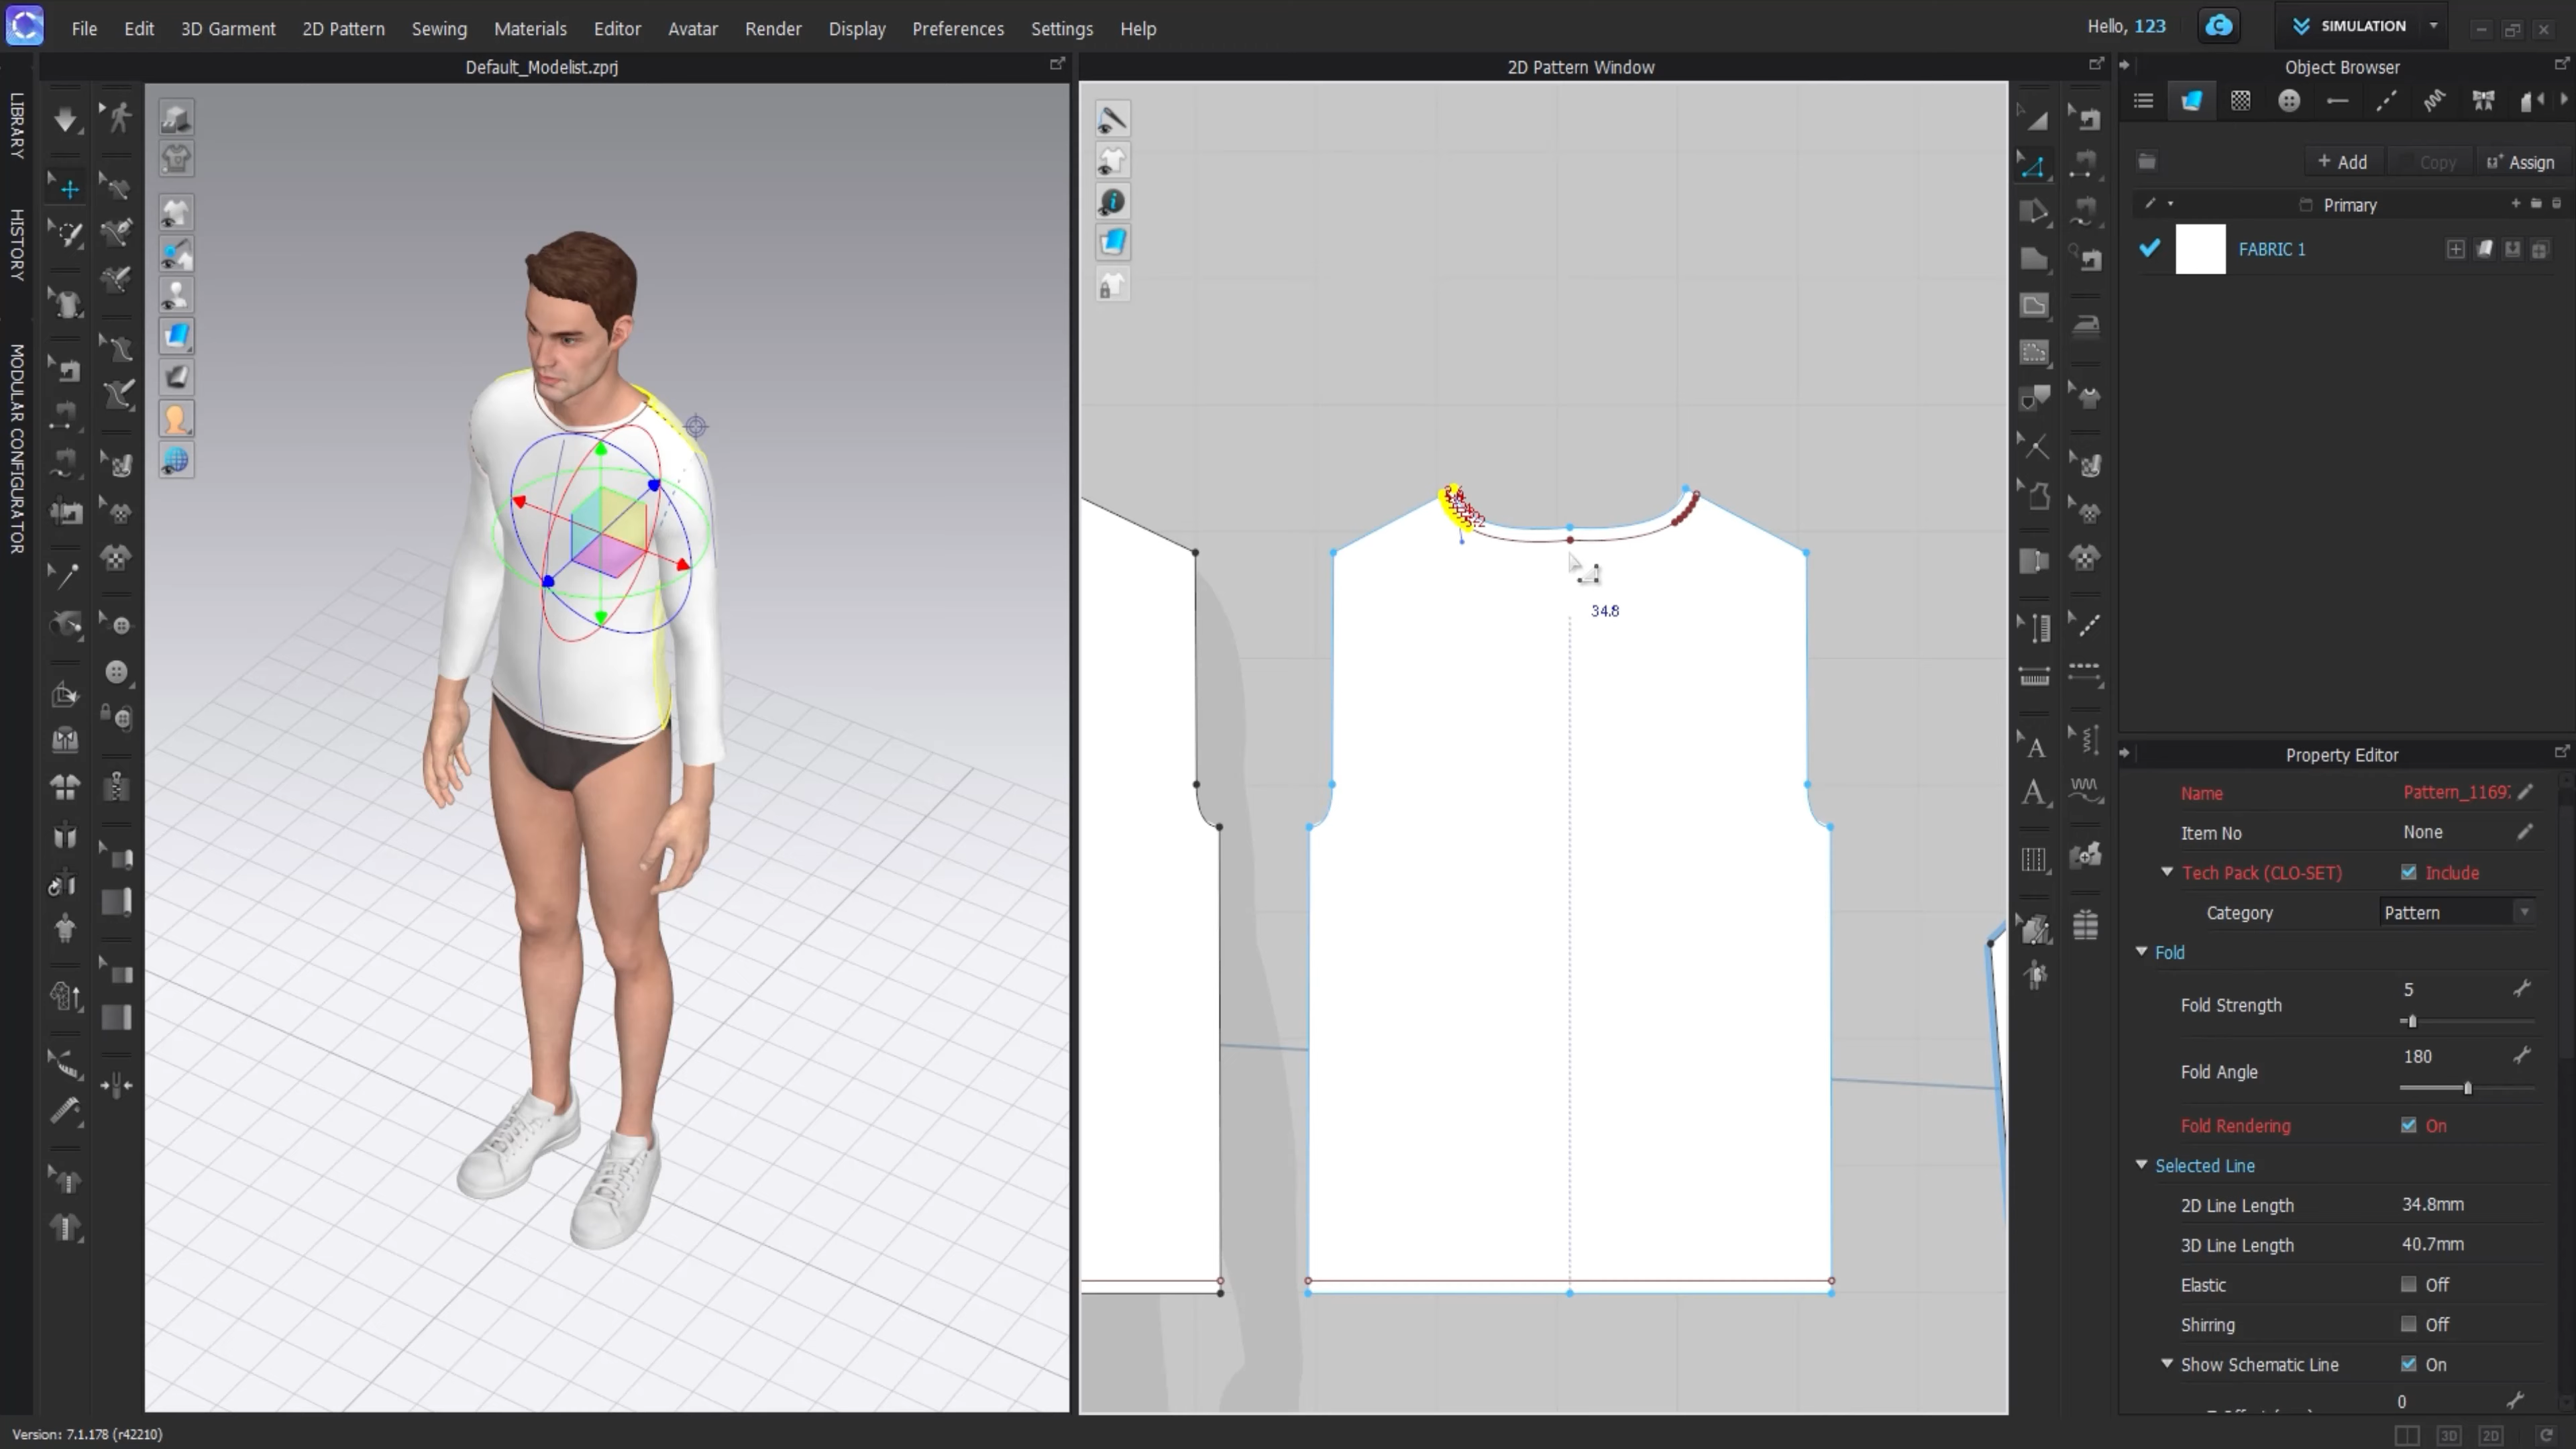 File Edit 3D Garment 2D Pattern Sewing Materials Editor Avatar Render Display Preferences Settings Help
Hello, 123
SIMULATION
Default_Modelist.zprj
2D Pattern Window
Object Browser
LIBRARY
HISTORY
MODULAR CONFIGURATOR
+ Add Copy Assign
Primary
FABRIC 1
34.8
Property Editor
Name Pattern_1169
Item No None
Tech Pack (CLO-SET) Include
Category Pattern
Fold
Fold Strength 5
Fold Angle 180
Fold Rendering On
Selected Line
2D Line Length 34.8mm
3D Line Length 40.7mm
Elastic Off
Shirring Off
Show Schematic Line On
0
Version: 7.1.178 (r42210)
3D 2D